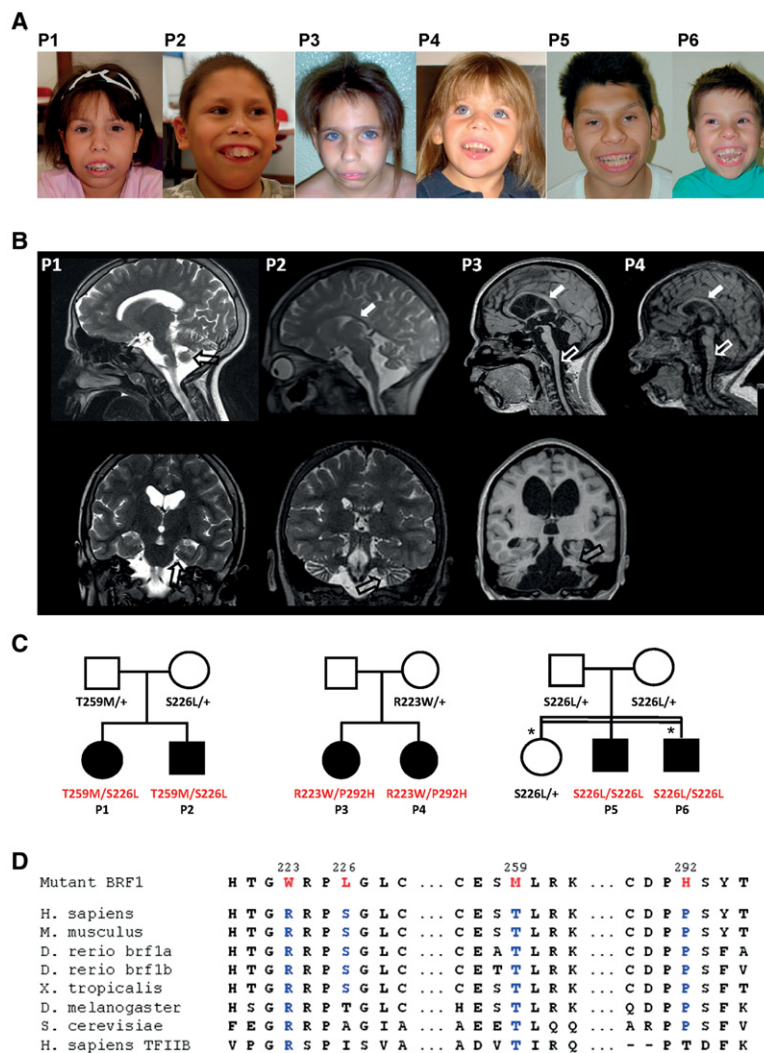 A
P1 P2 P3 P4 P5 P6
B
P1 P2 P3 P4
C
T259M/+ S226L/+ R223W/+ S226L/+ S226L/+
* *
T259M/S226L T259M/S226L R223W/P292H R223W/P292H S226L/+ S226L/S226L S226L/S226L
P1 P2 P3 P4 P5 P6
D
223 226 259 292
Mutant BRF1 H T G W R P L G L C ... C E S M L R K ... C D P H S Y T
H. sapiens H T G R R P S G L C ... C E S T L R K ... C D P P S Y T
M. musculus H T G R R P S G L C ... C E S T L R K ... C D P P S Y T
D. rerio brf1a H T G R R P S G L C ... C E A T L R K ... C D P P S F A
D. rerio brf1b H T G R R P S G L C ... C E T T L R K ... C D P P S F V
X. tropicalis H T G R R P S G L C ... C E S T L R K ... C D P P S F T
D. melanogaster H S G R R P T G L C ... H E S T L R K ... Q D P P S F K
S. cerevisiae F E G R R P A G I A ... A E E T L Q Q ... A R P P S F V
H. sapiens TFIIB V P G R S P I S V A ... A D V T I R Q ... - - P T D F K